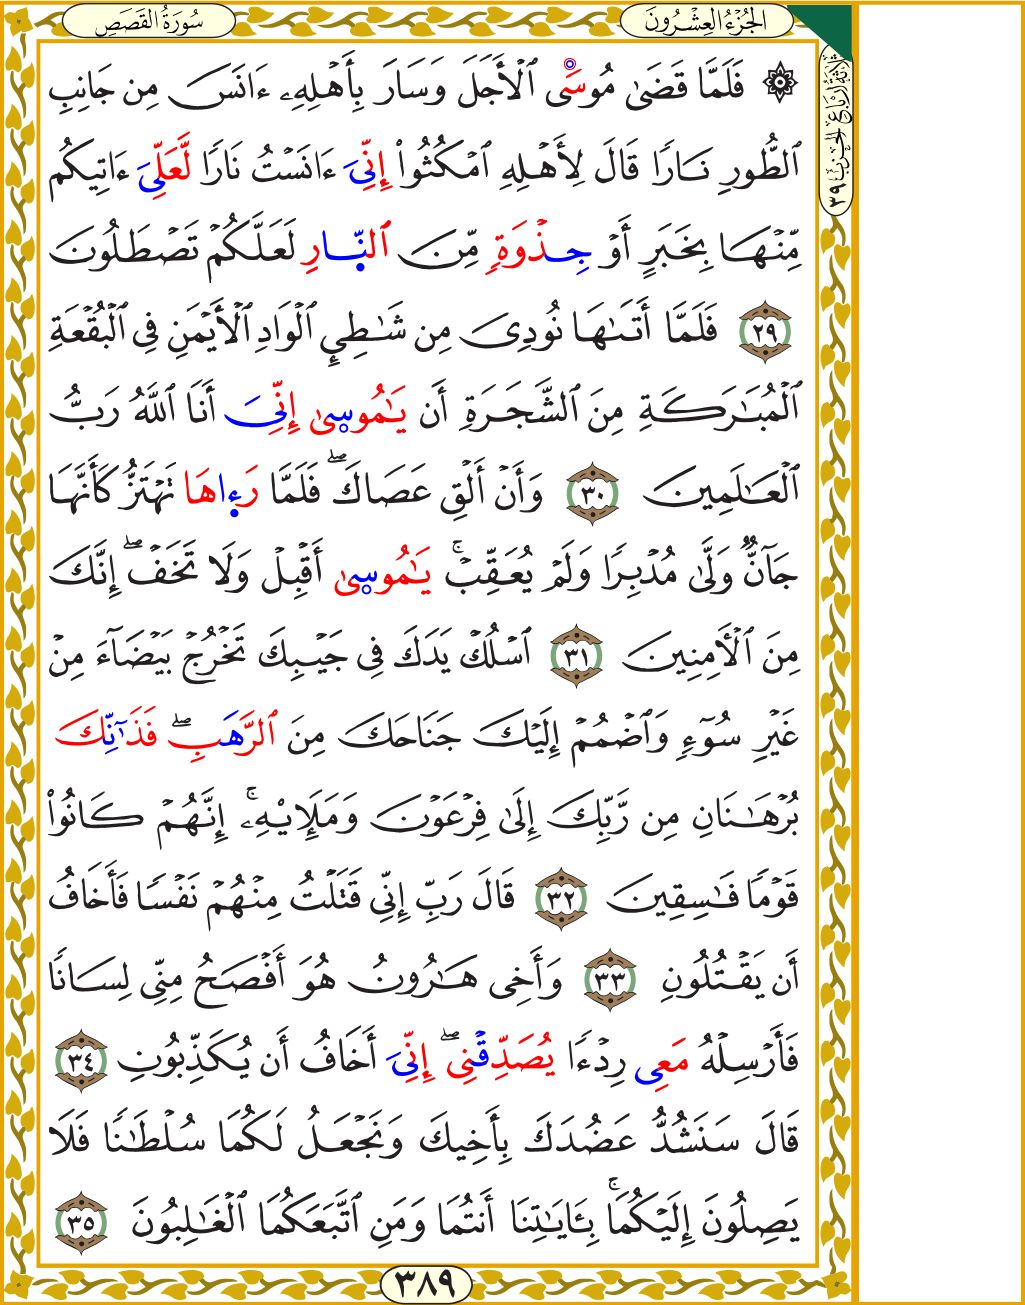 سُورَةُ القَصَصِ
الجُزْءُ العِشْرُونَ
ثَلَاثَةُ أَرْبَاعِ الحِزْبِ ٣٩
۞ فَلَمَّا قَضَىٰ مُوسَى ٱلْأَجَلَ وَسَارَ بِأَهْلِهِۦ ءَانَسَ مِن جَانِبِ
ٱلطُّورِ نَارًا قَالَ لِأَهْلِهِ ٱمْكُثُوٓاْ إِنِّيَ ءَانَسْتُ نَارًا لَّعَلِّيَ ءَاتِيكُم
مِّنْهَا بِخَبَرٍ أَوْ جِذْوَةٍ مِّنَ ٱلنَّارِ لَعَلَّكُمْ تَصْطَلُونَ
٢٩ فَلَمَّا أَتَىٰهَا نُودِىَ مِن شَٰطِيِٕ ٱلْوَادِ ٱلْأَيْمَنِ فِى ٱلْبُقْعَةِ
ٱلْمُبَٰرَكَةِ مِنَ ٱلشَّجَرَةِ أَن يَٰمُوسِىٰ إِنِّيَ أَنَا ٱللَّهُ رَبُّ
ٱلْعَٰلَمِينَ ٣٠ وَأَنْ أَلْقِ عَصَاكَ ۖ فَلَمَّا رَءِاهَا تَهْتَزُّ كَأَنَّهَا
جَآنٌّ وَلَّىٰ مُدْبِرًا وَلَمْ يُعَقِّبْ ۚ يَٰمُوسِىٰ أَقْبِلْ وَلَا تَخَفْ ۖ إِنَّكَ
مِنَ ٱلْأَمِنِينَ ٣١ ٱسْلُكْ يَدَكَ فِى جَيْبِكَ تَخْرُجْ بَيْضَآءَ مِنْ
غَيْرِ سُوٓءٍ وَٱضْمُمْ إِلَيْكَ جَنَاحَكَ مِنَ ٱلرَّهَبِ ۖ فَذَآنِّكَ
بُرْهَٰنَانِ مِن رَّبِّكَ إِلَىٰ فِرْعَوْنَ وَمَلَإِيْهِۦ ۚ إِنَّهُمْ كَانُواْ
قَوْمًا فَٰسِقِينَ ٣٢ قَالَ رَبِّ إِنِّى قَتَلْتُ مِنْهُمْ نَفْسًا فَأَخَافُ
أَن يَقْتُلُونِ ٣٣ وَأَخِى هَٰرُونُ هُوَ أَفْصَحُ مِنِّى لِسَانًا
فَأَرْسِلْهُ مَعِى رِدْءًا يُصَدِّقْنِى ۖ إِنِّيَ أَخَافُ أَن يُكَذِّبُونِ ٣٤
قَالَ سَنَشُدُّ عَضُدَكَ بِأَخِيكَ وَنَجْعَلُ لَكُمَا سُلْطَٰنًا فَلَا
يَصِلُونَ إِلَيْكُمَا ۚ بِـَٔايَٰتِنَا أَنتُمَا وَمَنِ ٱتَّبَعَكُمَا ٱلْغَٰلِبُونَ ٣٥
٣٨٩